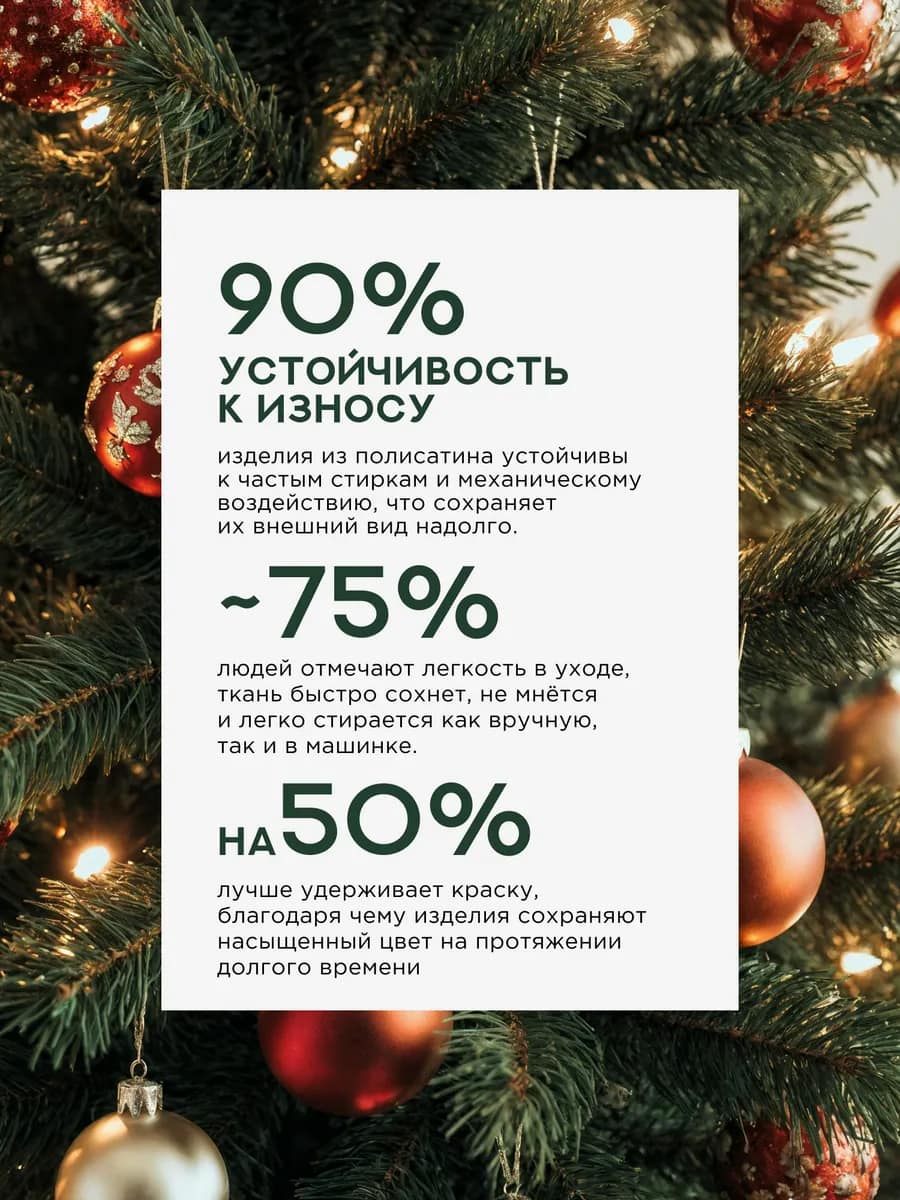 90%
УСТОЙЧИВОСТЬ
К ИЗНОСУ
изделия из полисатина устойчивы
к частым стиркам и механическому
воздействию, что сохраняет
их внешний вид надолго.
~75%
людей отмечают легкость в уходе,
ткань быстро сохнет, не мнётся
и легко стирается как вручную,
так и в машинке.
НА 50%
лучше удерживает краску,
благодаря чему изделия сохраняют
насыщенный цвет на протяжении
долгого времени